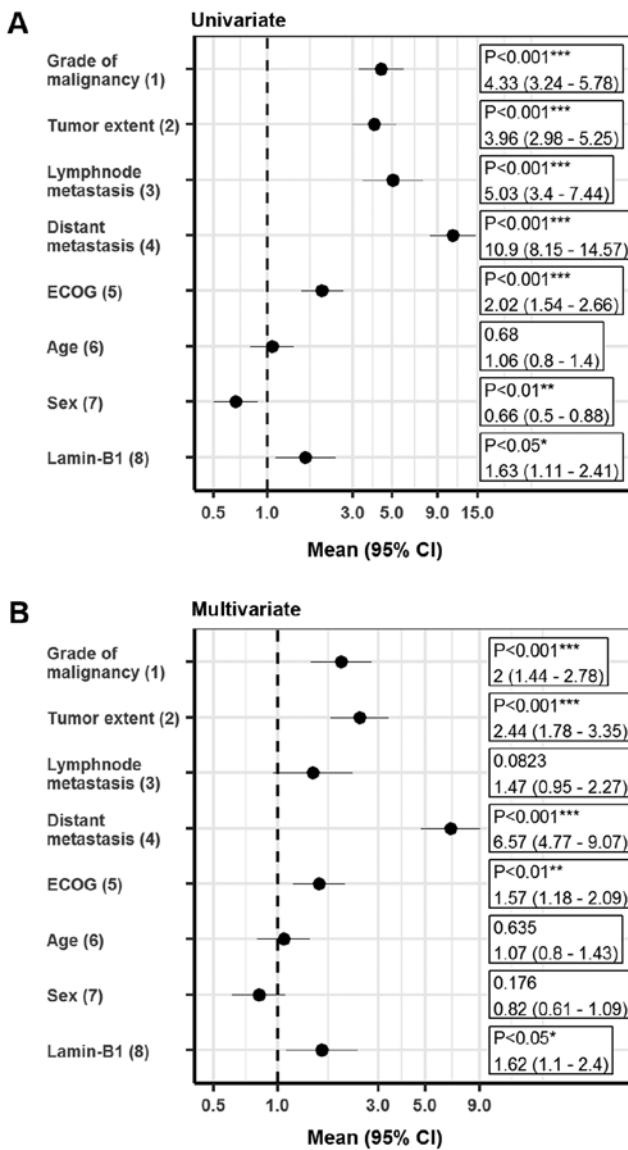 A
Univariate
Grade of
malignancy (1)
P<0.001***
4.33 (3.24 - 5.78)
Tumor extent (2)
P<0.001***
3.96 (2.98 - 5.25)
Lymphnode
metastasis (3)
P<0.001***
5.03 (3.4 - 7.44)
Distant
metastasis (4)
P<0.001***
10.9 (8.15 - 14.57)
ECOG (5)
P<0.001***
2.02 (1.54 - 2.66)
Age (6)
0.68
1.06 (0.8 - 1.4)
Sex (7)
P<0.01**
0.66 (0.5 - 0.88)
Lamin-B1 (8)
P<0.05*
1.63 (1.11 - 2.41)
0.5 1.0 3.0 5.0 9.0 15.0
Mean (95% CI)
B
Multivariate
Grade of
malignancy (1)
P<0.001***
2 (1.44 - 2.78)
Tumor extent (2)
P<0.001***
2.44 (1.78 - 3.35)
Lymphnode
metastasis (3)
0.0823
1.47 (0.95 - 2.27)
Distant
metastasis (4)
P<0.001***
6.57 (4.77 - 9.07)
ECOG (5)
P<0.01**
1.57 (1.18 - 2.09)
Age (6)
0.635
1.07 (0.8 - 1.43)
Sex (7)
0.176
0.82 (0.61 - 1.09)
Lamin-B1 (8)
P<0.05*
1.62 (1.1 - 2.4)
0.5 1.0 3.0 5.0 9.0
Mean (95% CI)